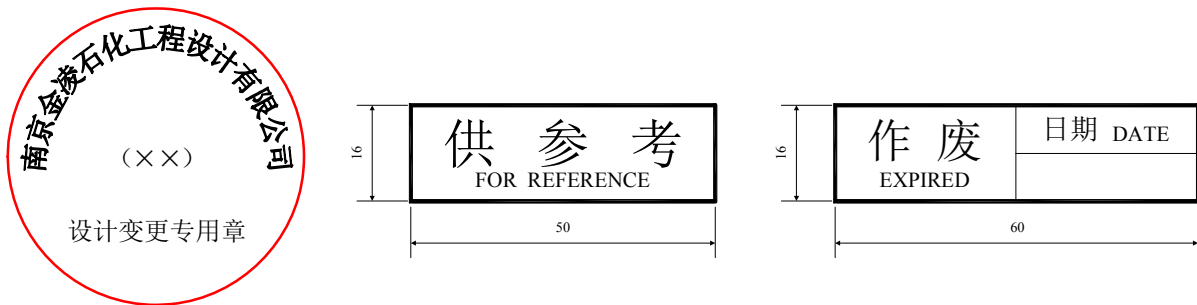 南京金凌石化工程设计有限公司
(××)
设计变更专用章
16
供 参 考
FOR REFERENCE
50
16
作 废
EXPIRED
日期 DATE
60